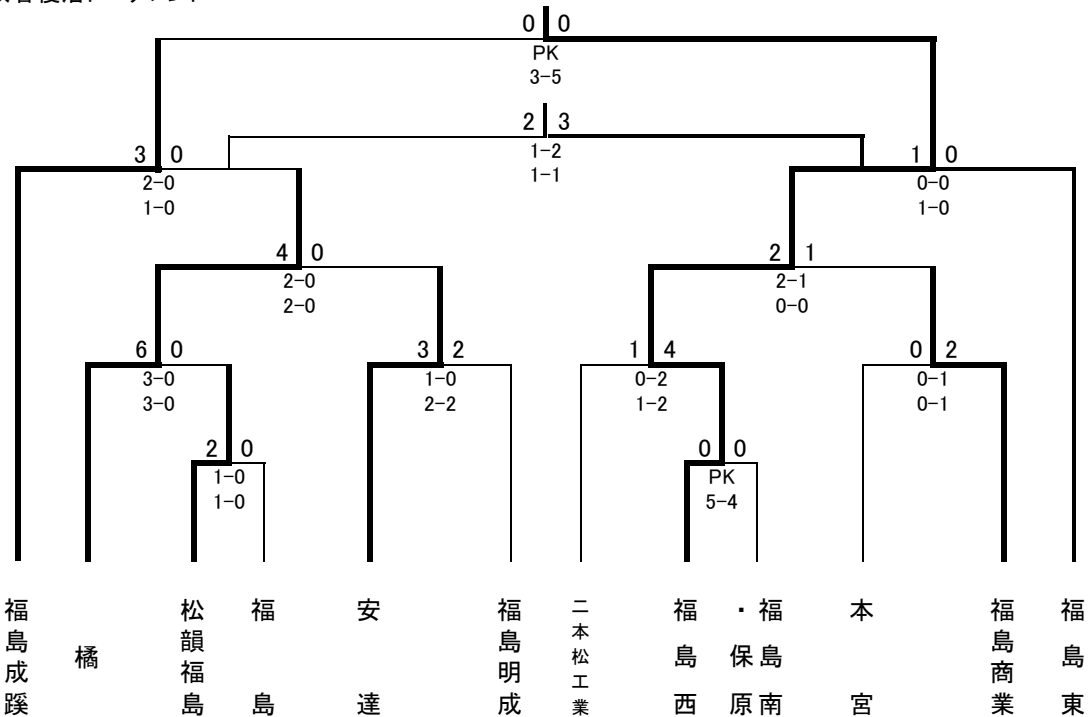 0 0
PK
3-5
2 3
1-2
1-1
3 0
2-0
1-0
1 0
0-0
1-0
4 0
2-0
2-0
2 1
2-1
0-0
6 0
3-0
3-0
3 2
1-0
2-2
1 4
0-2
1-2
0 2
0-1
0-1
2 0
1-0
1-0
0 0
PK
5-4
福島成蹊
橘
松韻福島
福島
安達
福島明成
二本松工業
福島西
福島南
・保原
本宮
福島商業
福島東